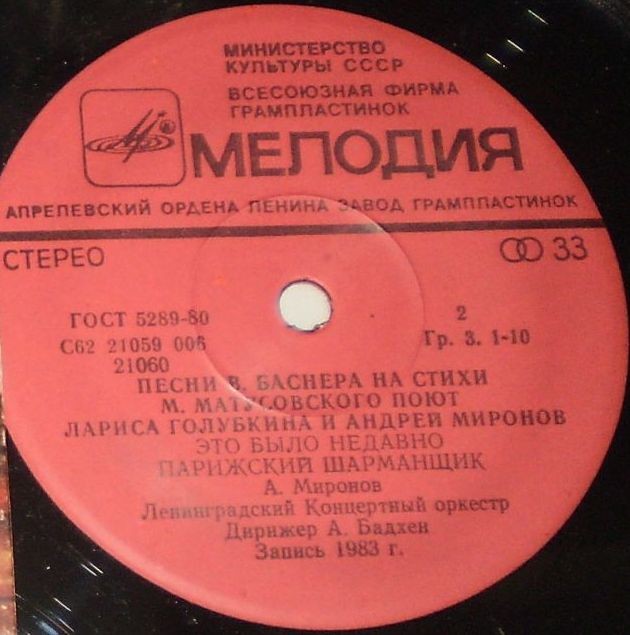 МИНИСТЕРСТВО
КУЛЬТУРЫ СССР
ВСЕСОЮЗНАЯ ФИРМА
ГРАМПЛАСТИНОК
МЕЛОДИЯ
АПРЕЛЕВСКИЙ ОРДЕНА ЛЕНИНА ЗАВОД ГРАМПЛАСТИНОК
СТЕРЕО 33
ГОСТ 5289-80 2
С62 21059 006 Гр. 3. 1-10
21060
ПЕСНИ В. БАСНЕРА НА СТИХИ
М. МАТУСОВСКОГО ПОЮТ
ЛАРИСА ГОЛУБКИНА И АНДРЕЙ МИРОНОВ
ЭТО БЫЛО НЕДАВНО
ПАРИЖСКИЙ ШАРМАНЩИК
А. Миронов
Ленинградский Концертный оркестр
Дирижер А. Бадхен
Запись 1983 г.